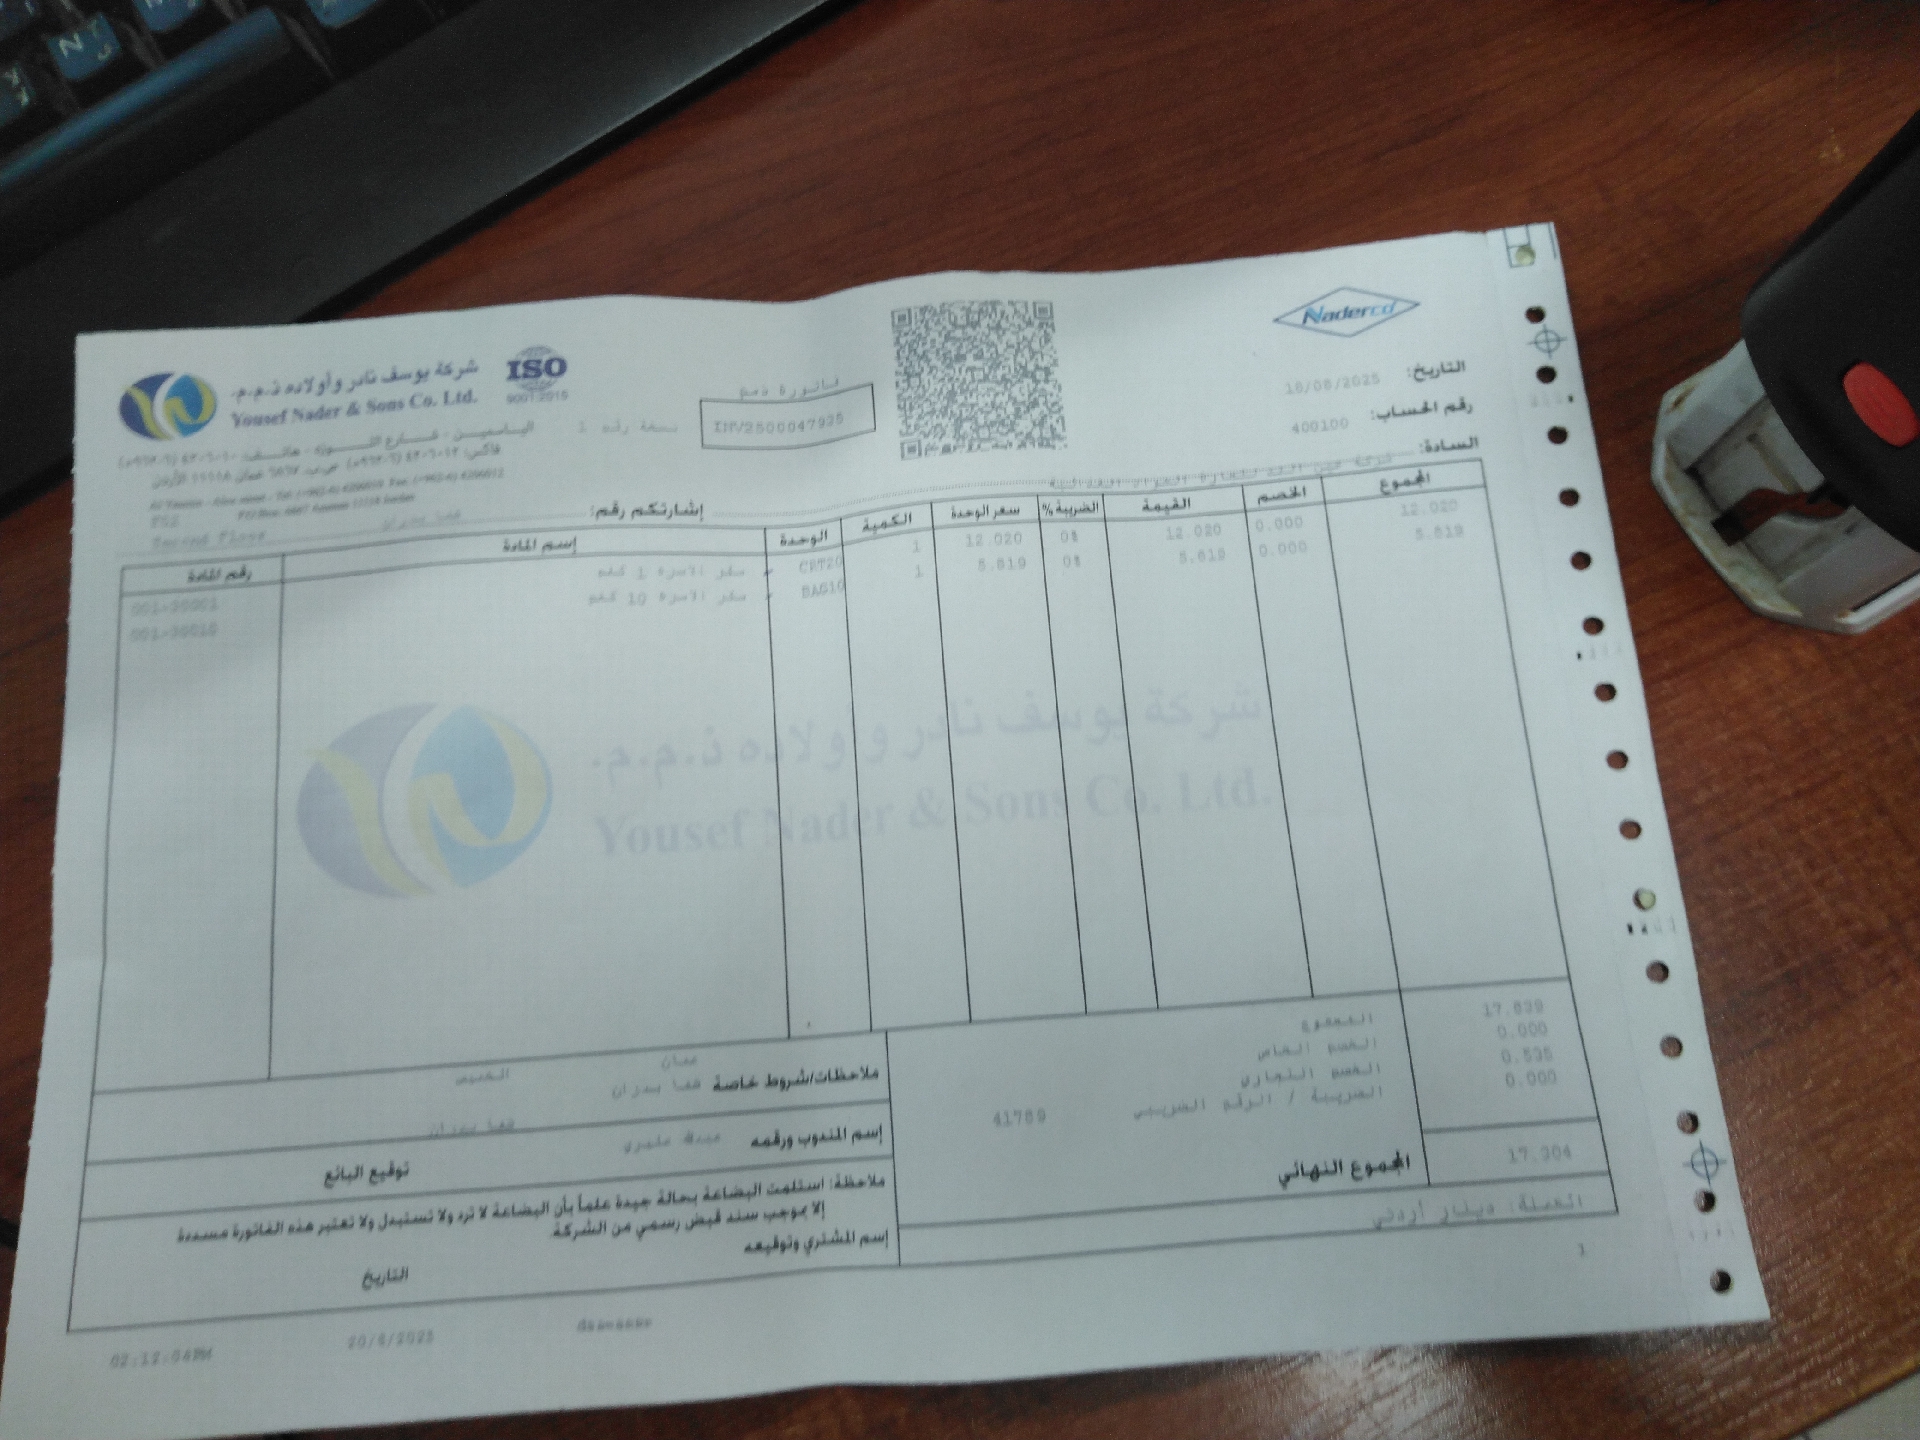 Nadercd
شركة يوسف نادر وأولاده ذ.م.م.
Yousef Nader & Sons Co. Ltd.
ISO
9001:2015
فاتورة ذمم
INV2500047925
نسخة رقم 1
التاريخ: 18/08/2025
رقم الحساب: 400100
السادة:
إشارتكم رقم:
رقم المادة إسم المادة الوحدة الكمية سعر الوحدة الضريبة % القيمة الخصم المجموع
001-30001 سكر الاسرة 1 كغم CRT20 1 12.020 0% 12.020 0.000 12.020
001-30010 سكر الاسرة 10 كغم BAG10 1 5.819 0% 5.819 0.000 5.819
شركة يوسف نادر وأولاده ذ.م.م.
Yousef Nader & Sons Co. Ltd.
المجموع 17.839
الخصم الخاص 0.000
الخصم التجاري 0.535
الضريبة / الرقم الضريبي 41789 0.000
المجموع النهائي 17.304
العملة: دينار أردني
ملاحظات/شروط خاصة
عمان
إسم المندوب ورقمه
توقيع البائع
ملاحظة: استلمت البضاعة بحالة جيدة علماً بأن البضاعة لا ترد ولا تستبدل ولا تعتبر هذه الفاتورة مسددة
إلا بموجب سند قبض رسمي من الشركة
إسم المشتري وتوقيعه
التاريخ
1
02:12:04PM 20/8/2025